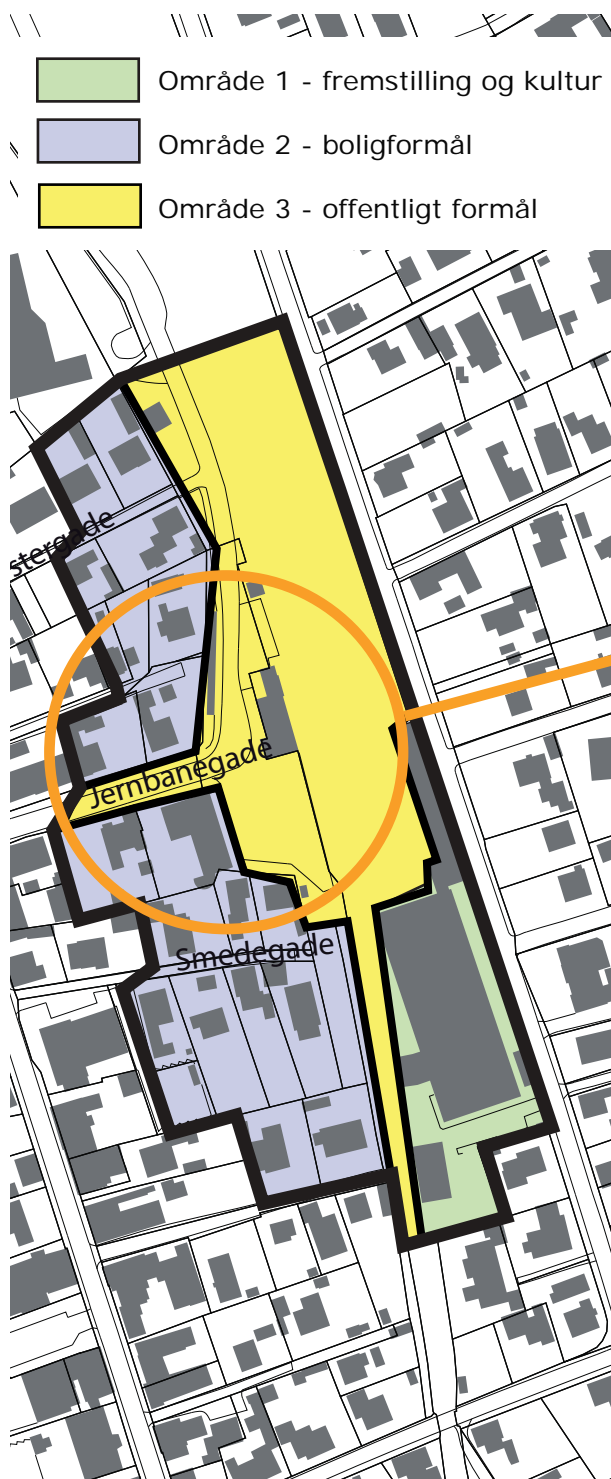 Område 1 - fremstilling og kultur
Område 2 - boligformål
Område 3 - offentligt formål
stergade
Jernbanegade
Smedegade